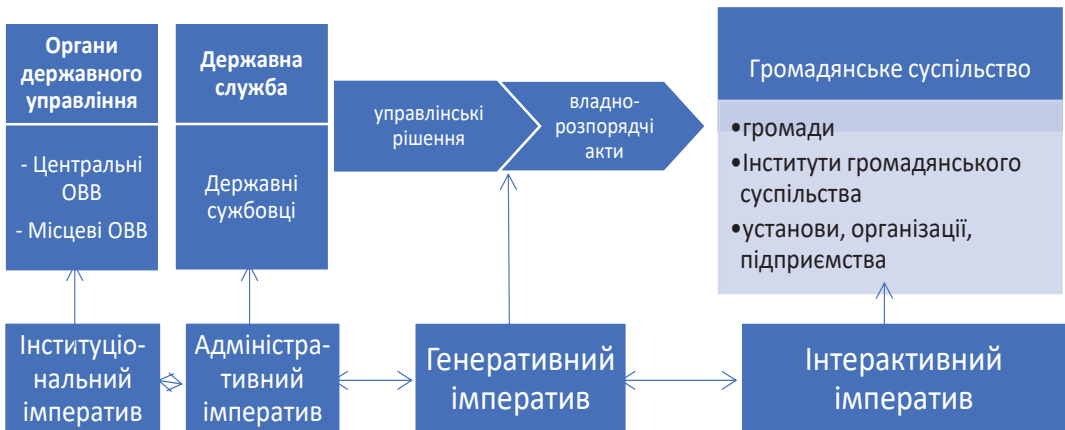 Органи
державного
управління
- Центральні
ОВВ
- Місцеві ОВВ
Державна
служба
Державні
сужбовці
управлінські
рішення
владно-
розпорядчі
акти
Громадянське суспільство
•громади
•Інститути громадянського
суспільства
•установи, організації,
підприємства
Інституціо-
нальний
імператив
Адміністра-
тивний
імператив
Генеративний
імператив
Інтерактивний
імператив